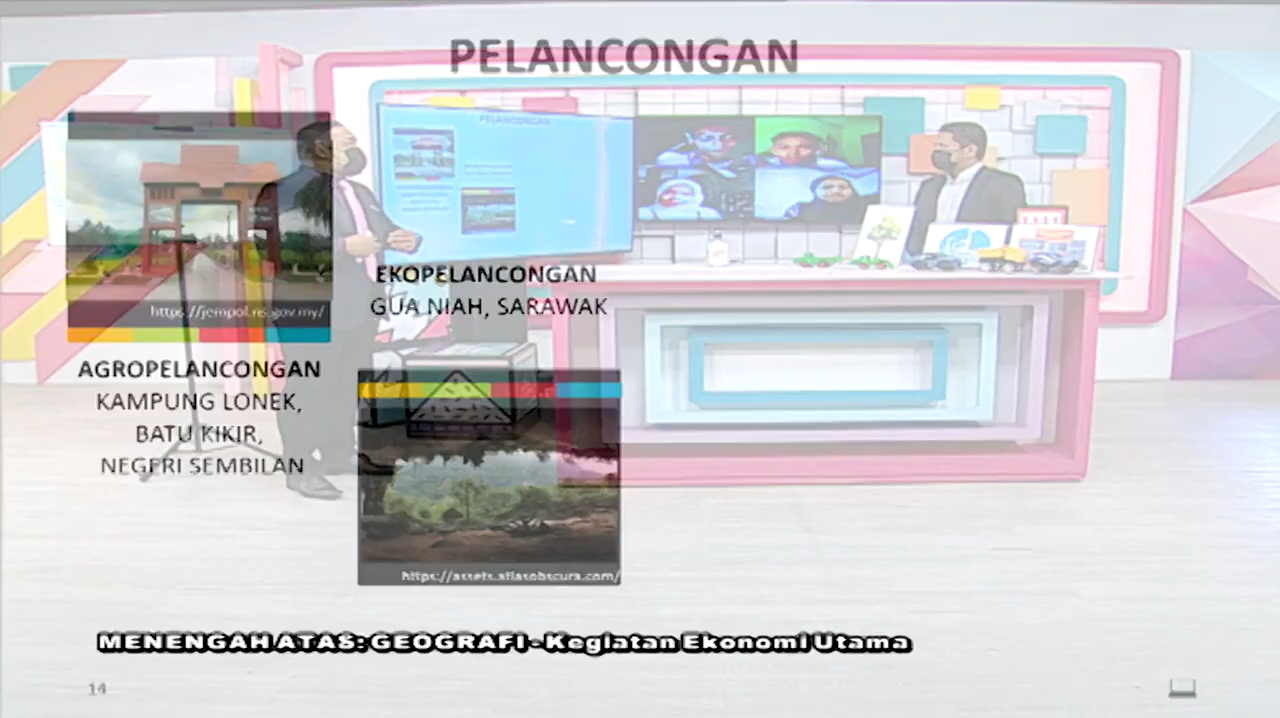 PELANCONGAN
PELANCONGAN
https://jempol.ns.gov.my/
AGROPELANCONGAN
KAMPUNG LONEK,
BATU KIKIR,
NEGERI SEMBILAN
EKOPELANCONGAN
GUA NIAH, SARAWAK
https://assets.atlasobscura.com/
MENENGAH ATAS: GEOGRAFI - Kegiatan Ekonomi Utama
14